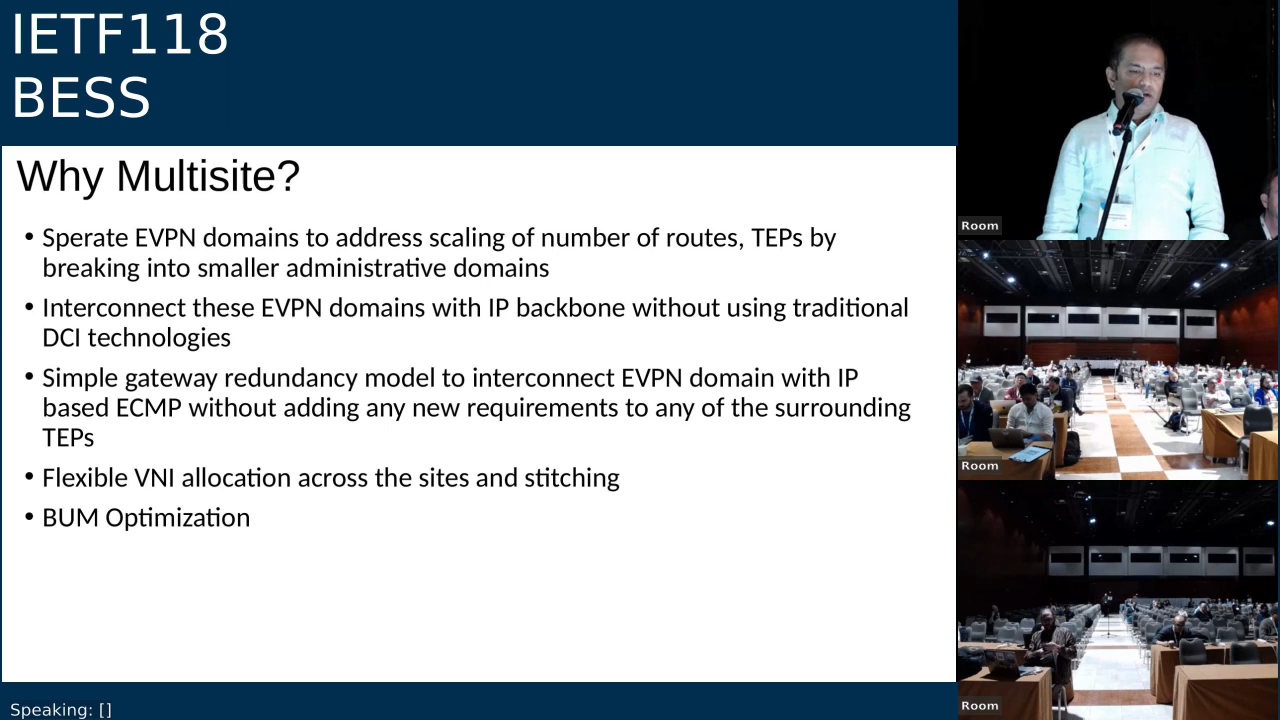 IETF118
BESS
Why Multisite?
• Sperate EVPN domains to address scaling of number of routes, TEPs by
breaking into smaller administrative domains
• Interconnect these EVPN domains with IP backbone without using traditional
DCI technologies
• Simple gateway redundancy model to interconnect EVPN domain with IP
based ECMP without adding any new requirements to any of the surrounding
TEPs
• Flexible VNI allocation across the sites and stitching
• BUM Optimization
Speaking: []
Room
Room
Room